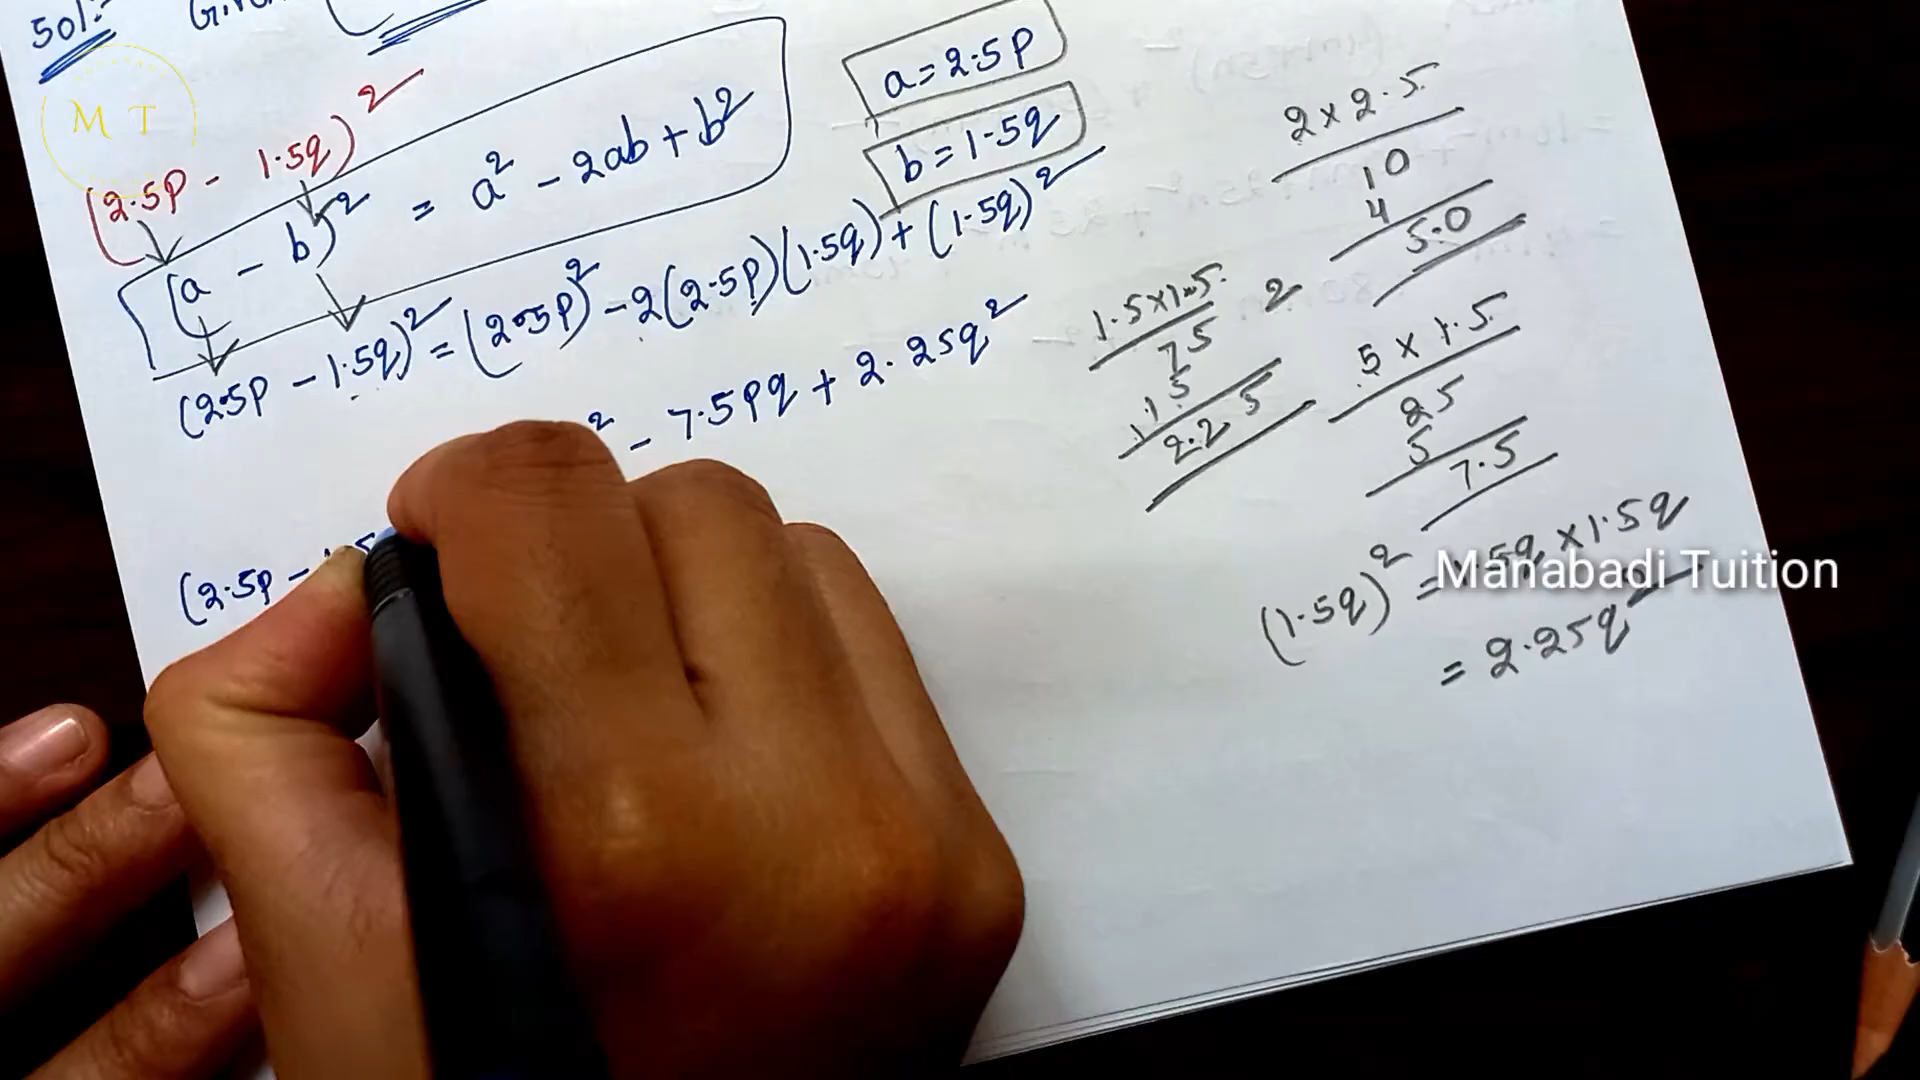 Sol:-
M T
(2.5p - 1.5q)²
(a - b)² = a² - 2ab + b²
a = 2.5p
b = 1.5q
(2.5p - 1.5q)² = (2.5p)² - 2(2.5p)(1.5q) + (1.5q)²
² - 7.5pq + 2.25q²
(2.5p -
2 × 2.5
10
4
5.0
1.5×1.5
75
15
2.25
2
5 × 1.5
25
5
7.5
(1.5q)² = 1.5q × 1.5q
= 2.25q²
Manabadi Tuition